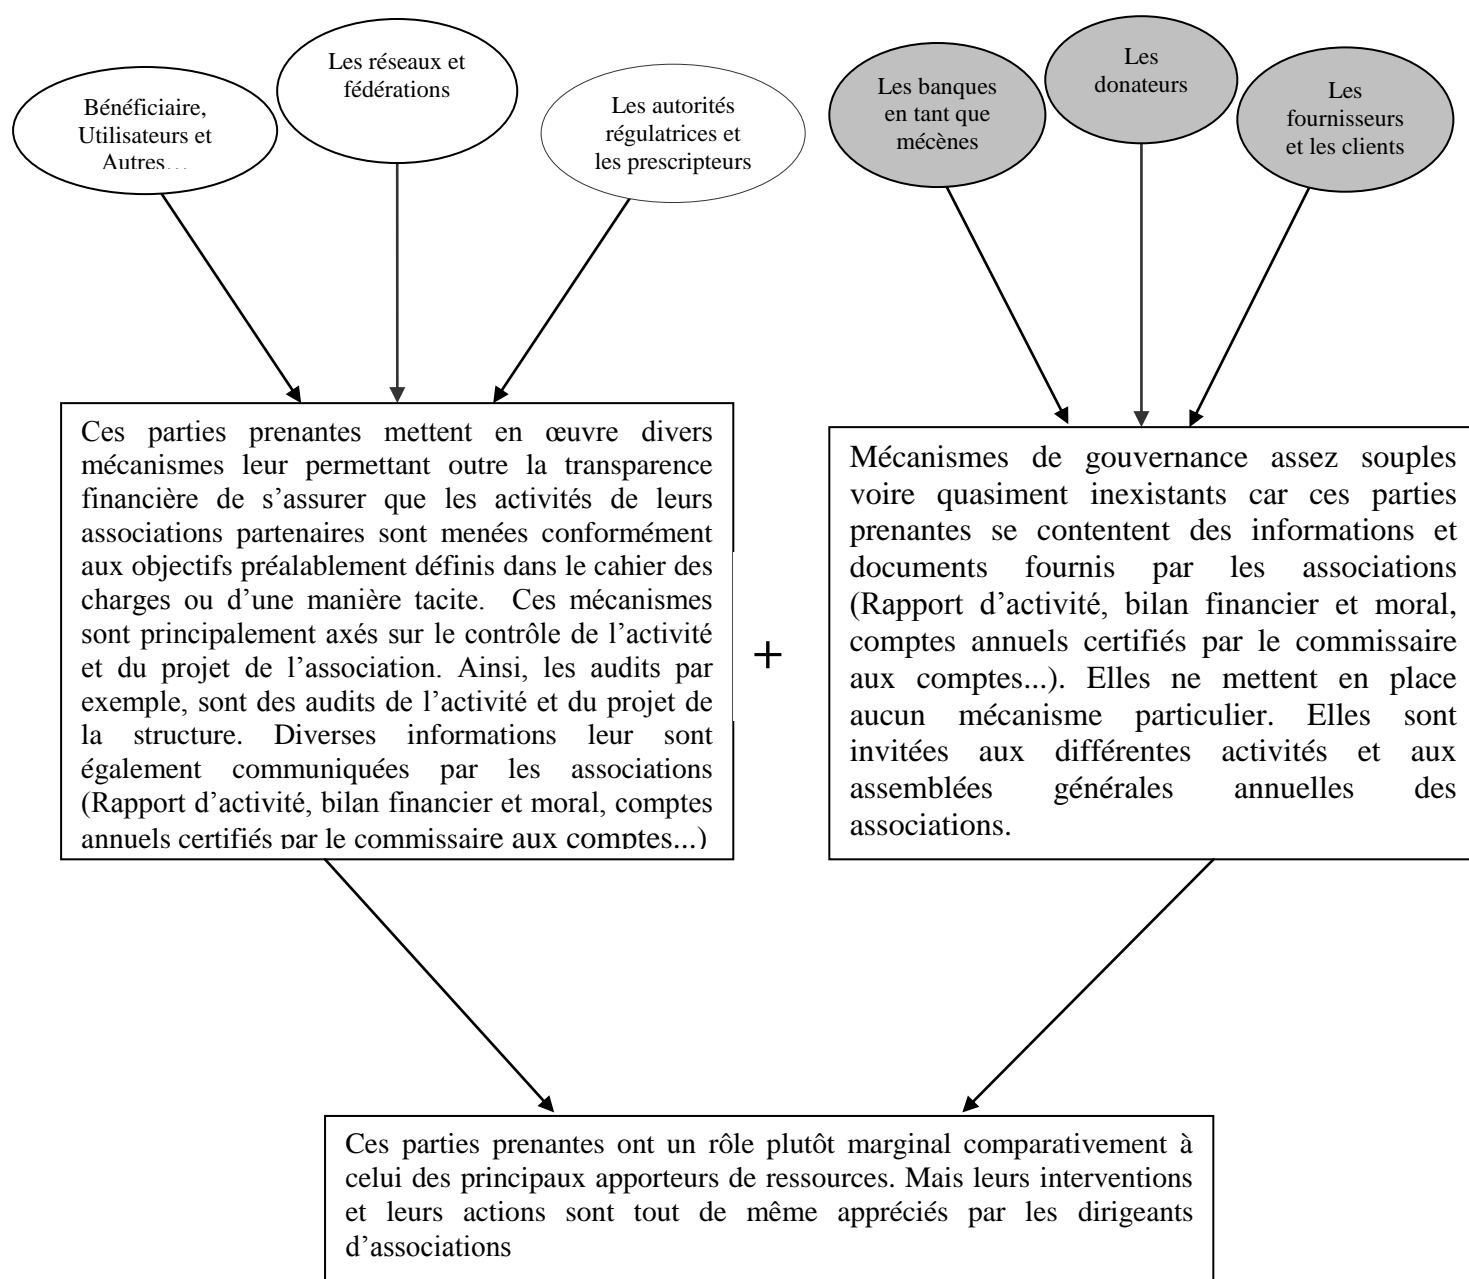 Bénéficiaire,
Utilisateurs et
Autres…
Les réseaux et
fédérations
Les autorités
régulatrices et
les prescripteurs
Les banques
en tant que
mécènes
Les
donateurs
Les
fournisseurs
et les clients
Ces parties prenantes mettent en œuvre divers
mécanismes leur permettant outre la transparence
financière de s’assurer que les activités de leurs
associations partenaires sont menées conformément
aux objectifs préalablement définis dans le cahier des
charges ou d’une manière tacite. Ces mécanismes
sont principalement axés sur le contrôle de l’activité
et du projet de l’association. Ainsi, les audits par
exemple, sont des audits de l’activité et du projet de
la structure. Diverses informations leur sont
également communiquées par les associations
(Rapport d’activité, bilan financier et moral, comptes
annuels certifiés par le commissaire aux comptes...)
+
Mécanismes de gouvernance assez souples
voire quasiment inexistants car ces parties
prenantes se contentent des informations et
documents fournis par les associations
(Rapport d’activité, bilan financier et moral,
comptes annuels certifiés par le commissaire
aux comptes...). Elles ne mettent en place
aucun mécanisme particulier. Elles sont
invitées aux différentes activités et aux
assemblées générales annuelles des
associations.
Ces parties prenantes ont un rôle plutôt marginal comparativement à
celui des principaux apporteurs de ressources. Mais leurs interventions
et leurs actions sont tout de même appréciés par les dirigeants
d’associations